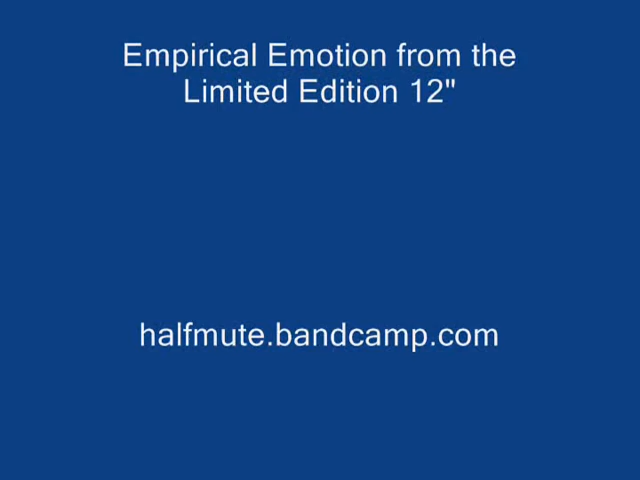 Empirical Emotion from the
Limited Edition 12"
halfmute.bandcamp.com